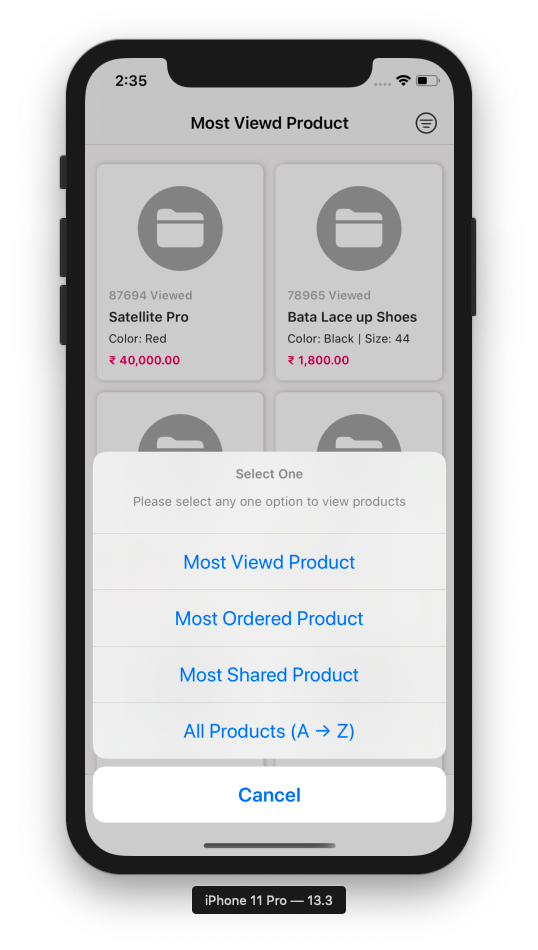 2:35
Most Viewd Product
87694 Viewed
78965 Viewed
Satellite Pro
Bata Lace up Shoes
Color: Red
Color: Black | Size: 44
₹ 40,000.00
₹ 1,800.00
Select One
Please select any one option to view products
Most Viewd Product
Most Ordered Product
Most Shared Product
All Products (A → Z)
Cancel
iPhone 11 Pro — 13.3